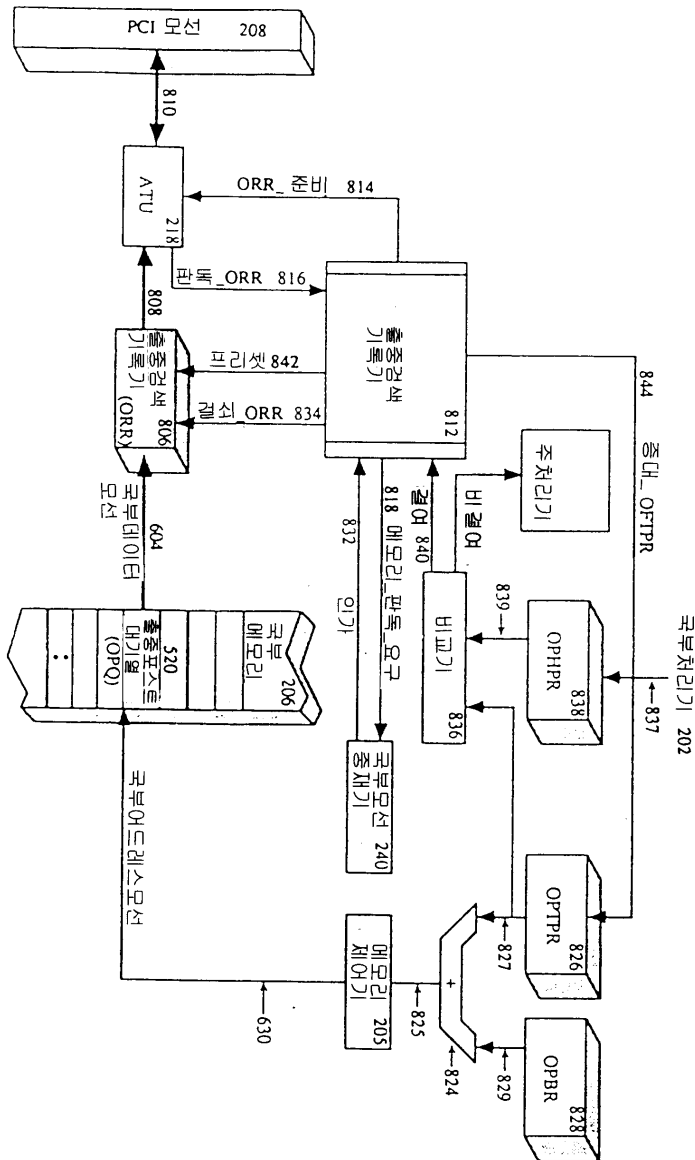 PCI 모선 208
810
ATU
218
808
ORR_ 준비 814
판독_ORR 816
출중검색
기록기
(ORR)
806
프리셋 842
결쇠_ORR 834
출중검색
기록기
812
844
증대_OFTPR
주처리기
비 결여
결여 840
818 메모리_판독_요구
832
인가
비교기
836
839
OPHPR
838
837
국부처리기 202
604
국부데이터
모선
국부
메모리
206
520
출중포스트
대기열
(OPQ)
:
국부모선
중재기
240
OPTPR
826
827
OPBR
828
829
+
824
825
메모리
제어기
205
630
국부어드레스모선